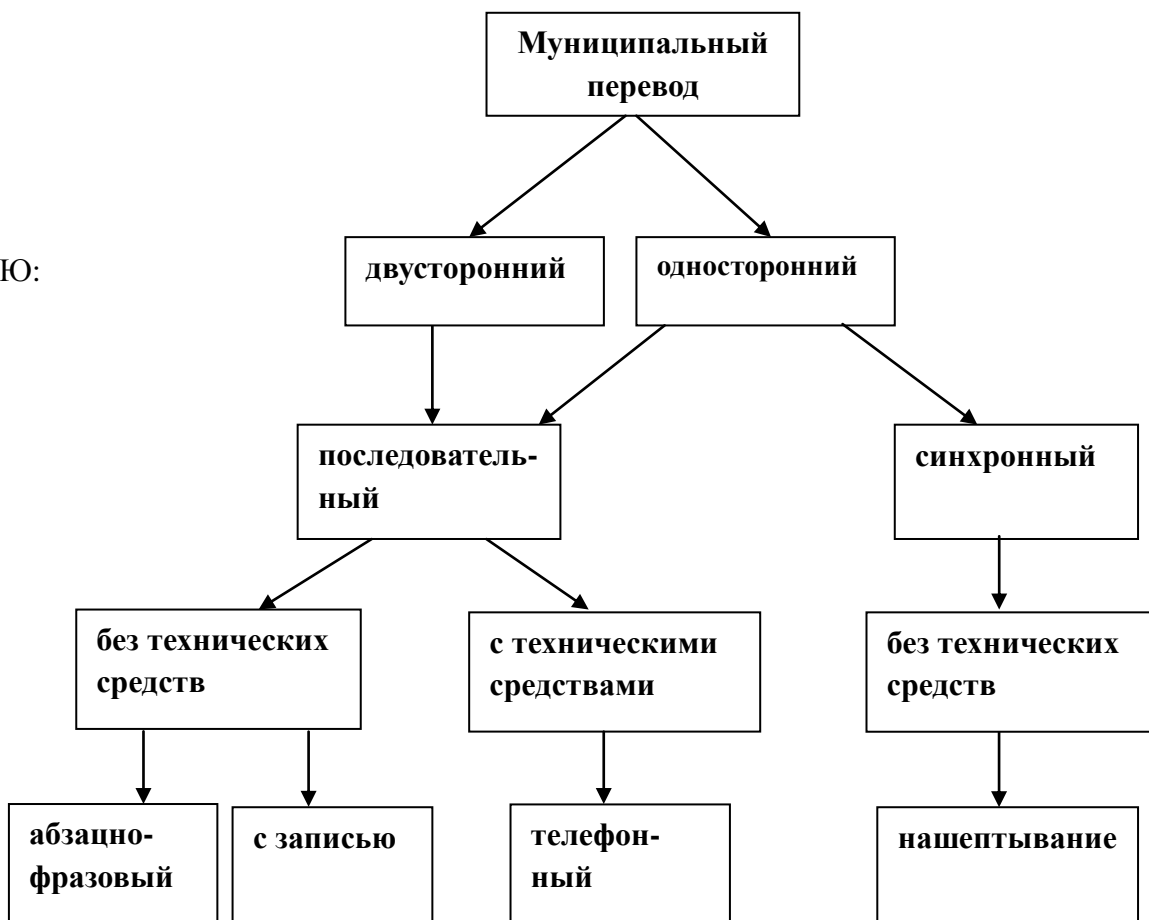 Муниципальный
перевод
Ю:
двусторонний
односторонний
последователь-
ный
синхронный
без технических
средств
с техническими
средствами
без технических
средств
абзацно-
фразовый
с записью
телефон-
ный
нашептывание